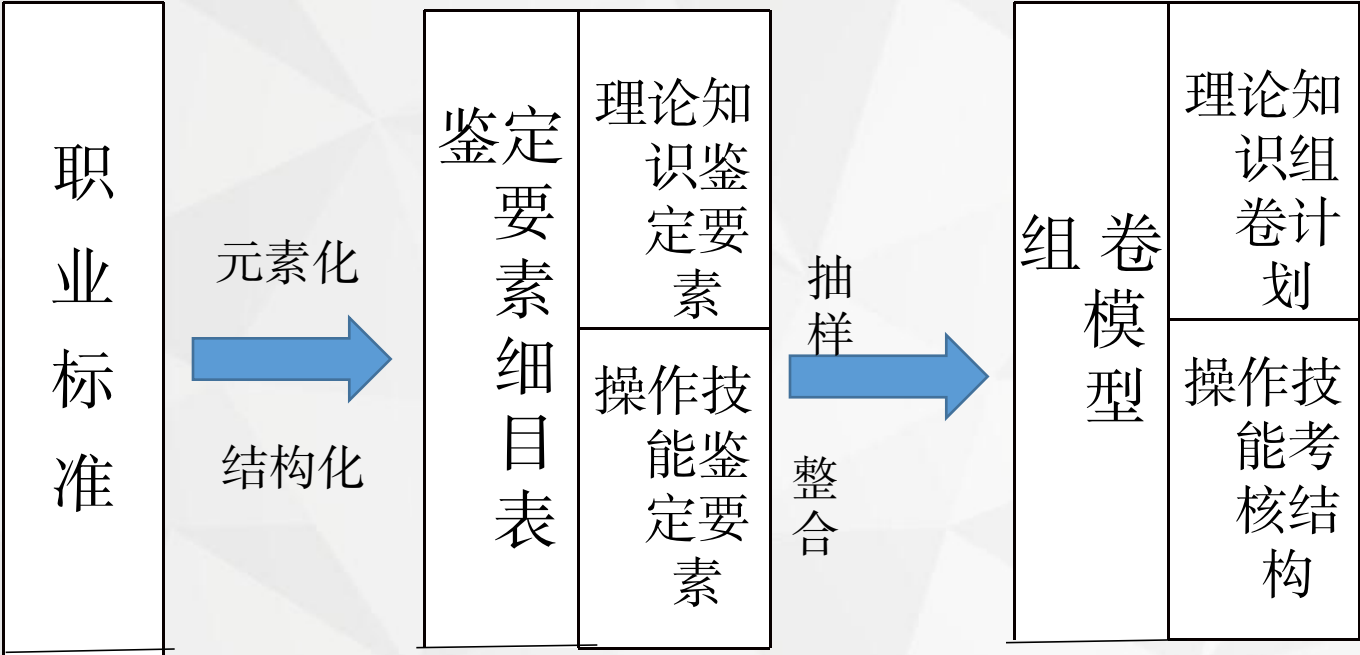 职
业
标
准
元素化
结构化
鉴定
要
素
细
目
表
理论知
识鉴
定要
素
操作技
能鉴
定要
素
抽
样
整
合
组 卷
模
型
理论知
识组
卷计
划
操作技
能考
核结
构